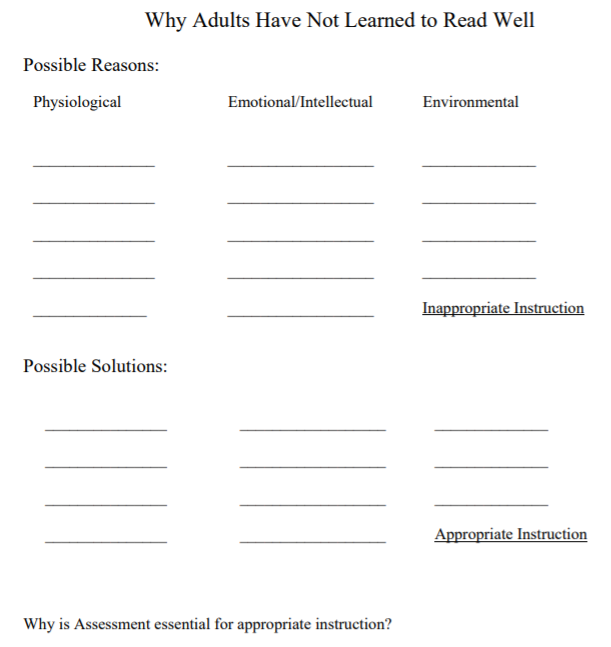 Why Adults Have Not Learned to Read Well
Possible Reasons:
Physiological Emotional/Intellectual Environmental
Inappropriate Instruction
Possible Solutions:
Appropriate Instruction
Why is Assessment essential for appropriate instruction?